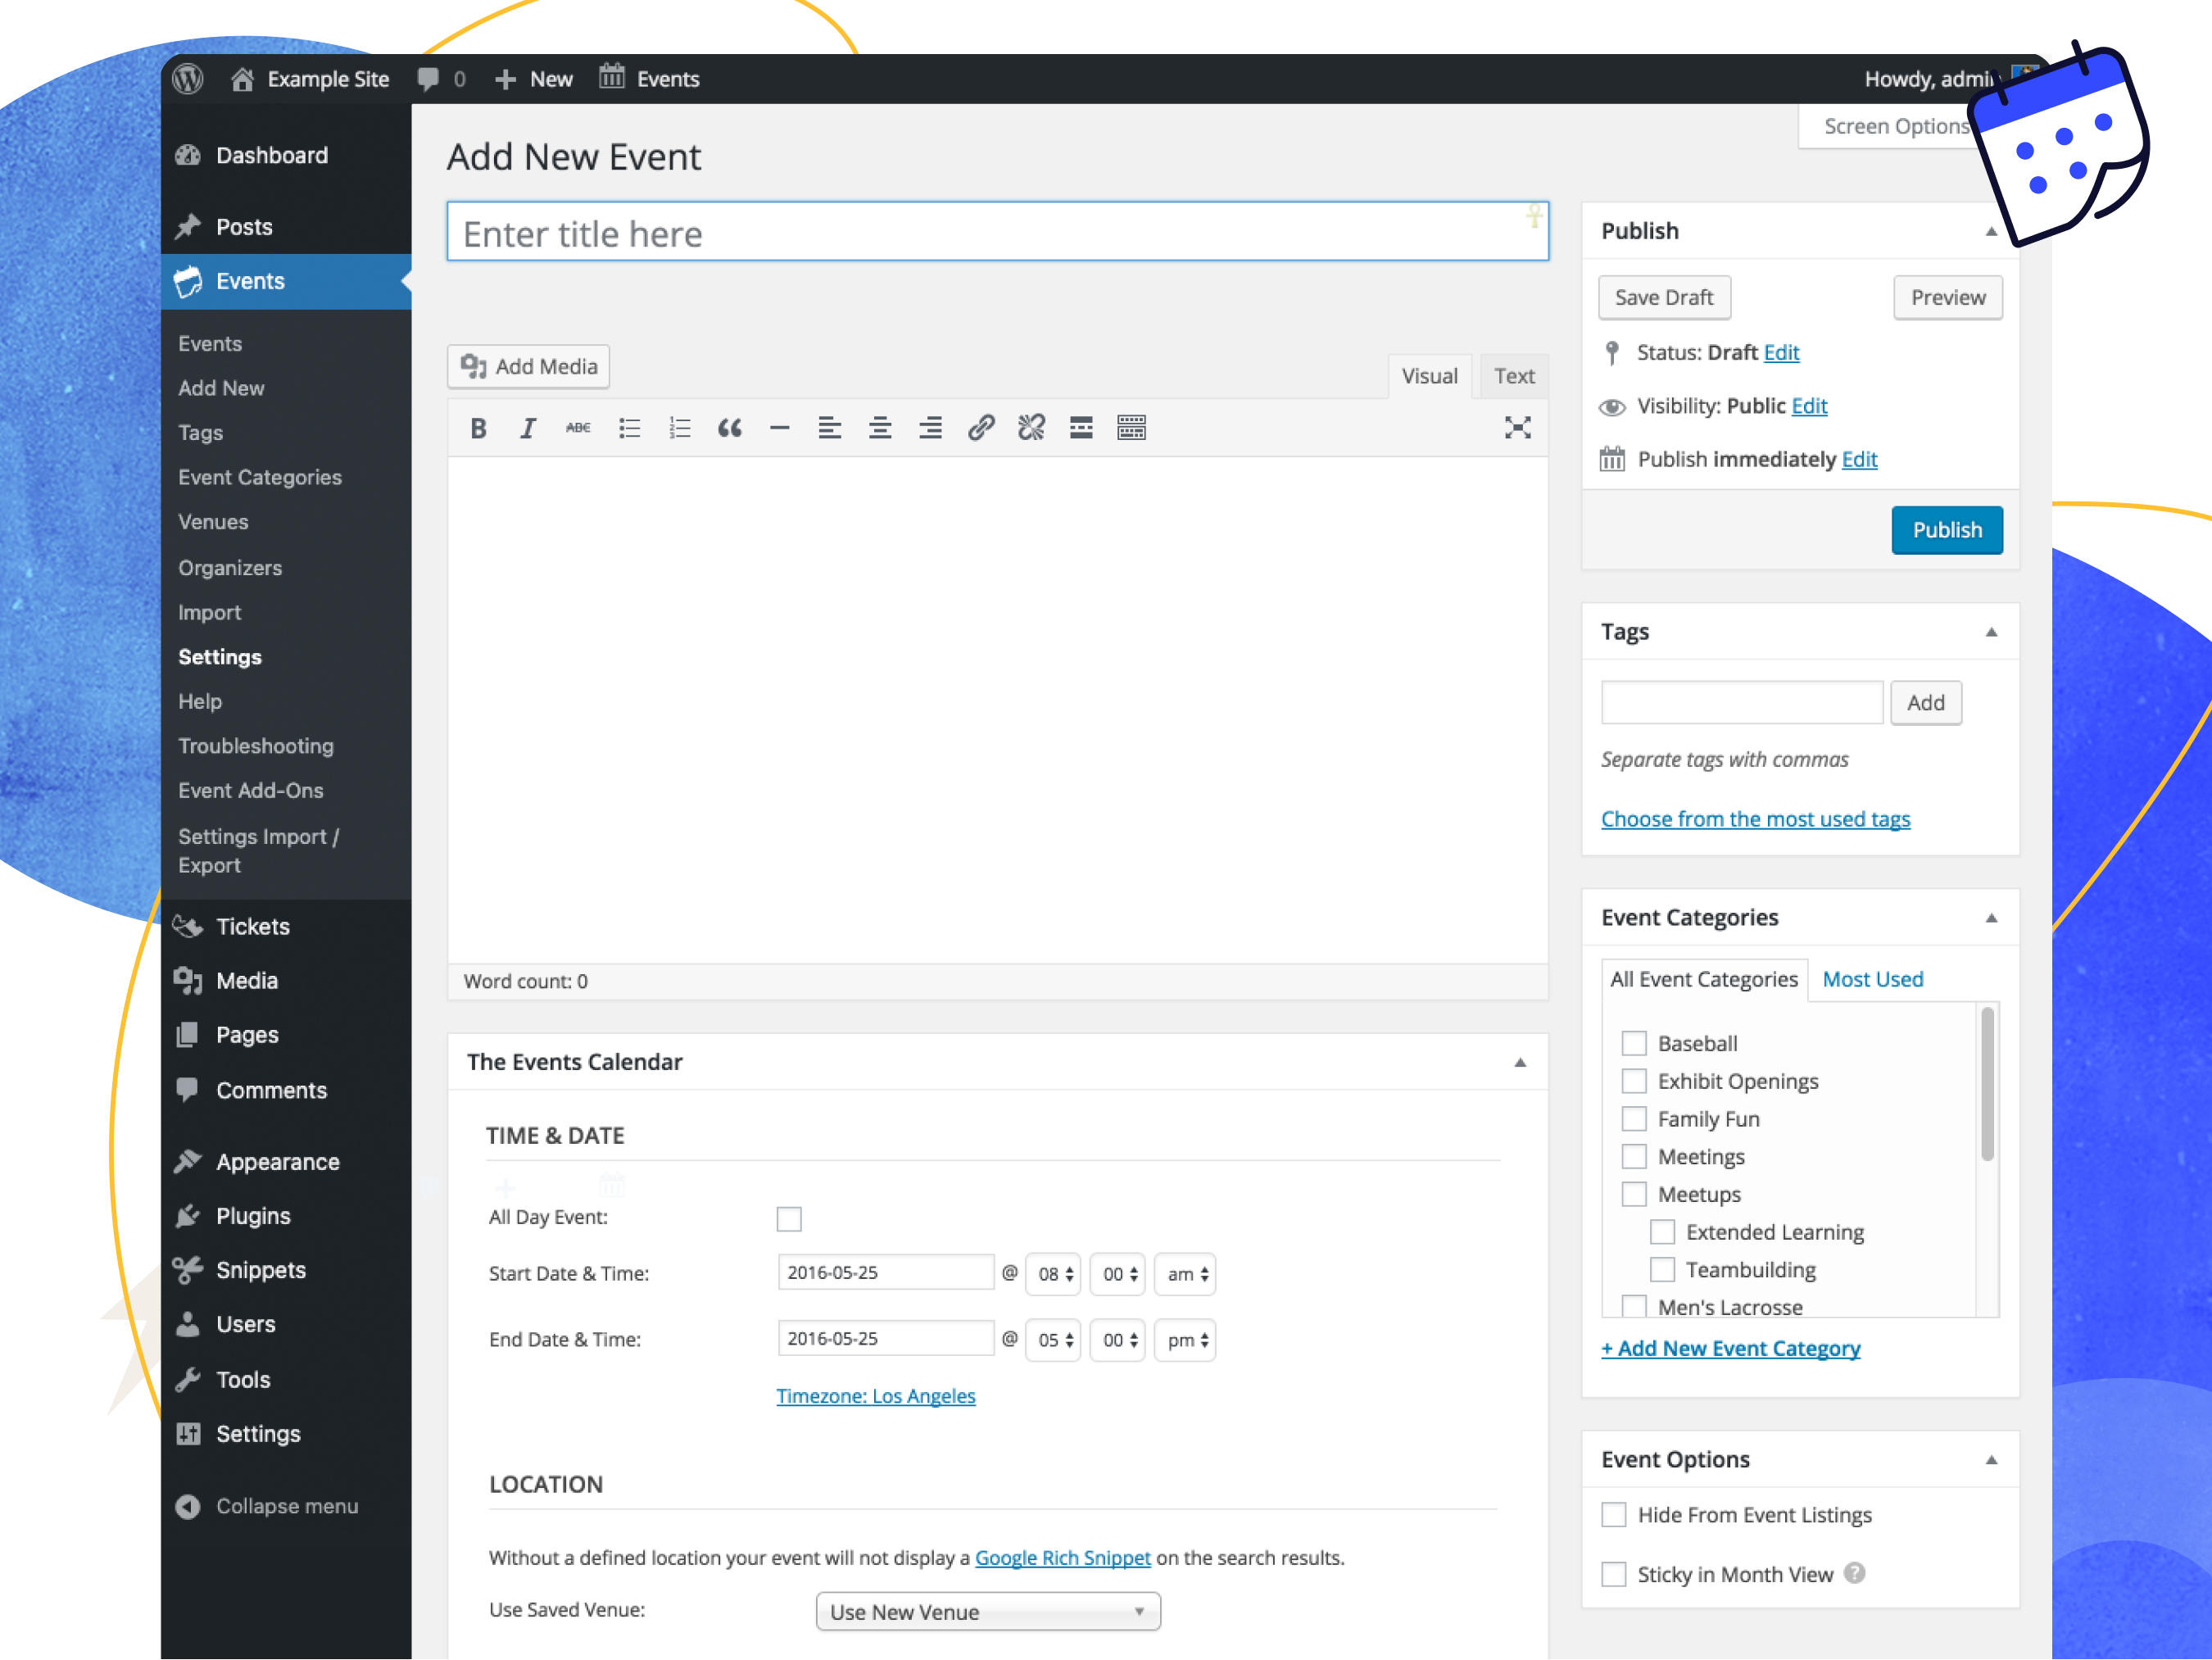 Example Site 0 New Events
Howdy, admin
Screen Options
Dashboard
Posts
Events
Events
Add New
Tags
Event Categories
Venues
Organizers
Import
Settings
Help
Troubleshooting
Event Add-Ons
Settings Import /
Export
Tickets
Media
Pages
Comments
Appearance
Plugins
Snippets
Users
Tools
Settings
Collapse menu
Add New Event
Enter title here
Add Media
Visual Text
B I ABC
Word count: 0
The Events Calendar
TIME & DATE
All Day Event:
Start Date & Time: 2016-05-25 @ 08 00 am
End Date & Time: 2016-05-25 @ 05 00 pm
Timezone: Los Angeles
LOCATION
Without a defined location your event will not display a Google Rich Snippet on the search results.
Use Saved Venue: Use New Venue
Publish
Save Draft Preview
Status: Draft Edit
Visibility: Public Edit
Publish immediately Edit
Publish
Tags
Add
Separate tags with commas
Choose from the most used tags
Event Categories
All Event Categories Most Used
Baseball
Exhibit Openings
Family Fun
Meetings
Meetups
Extended Learning
Teambuilding
Men's Lacrosse
+ Add New Event Category
Event Options
Hide From Event Listings
Sticky in Month View ?